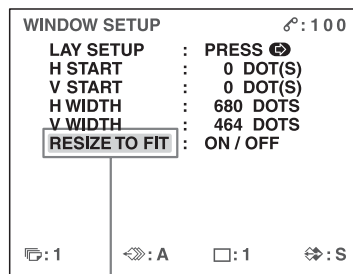 WINDOW SETUP :100
LAY SETUP : PRESS
H START : 0 DOT(S)
V START : 0 DOT(S)
H WIDTH : 680 DOTS
V WIDTH : 464 DOTS
RESIZE TO FIT : ON / OFF
:1 :A :1 :S